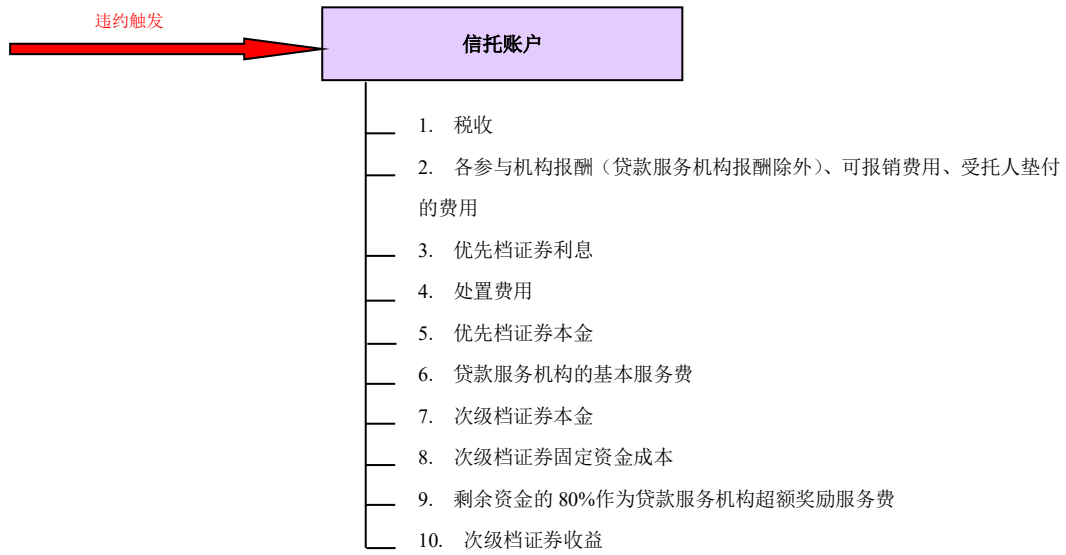 违约触发
信托账户
1. 税收
2. 各参与机构报酬（贷款服务机构报酬除外）、可报销费用、受托人垫付
的费用
3. 优先档证券利息
4. 处置费用
5. 优先档证券本金
6. 贷款服务机构的基本服务费
7. 次级档证券本金
8. 次级档证券固定资金成本
9. 剩余资金的 80%作为贷款服务机构超额奖励服务费
10. 次级档证券收益